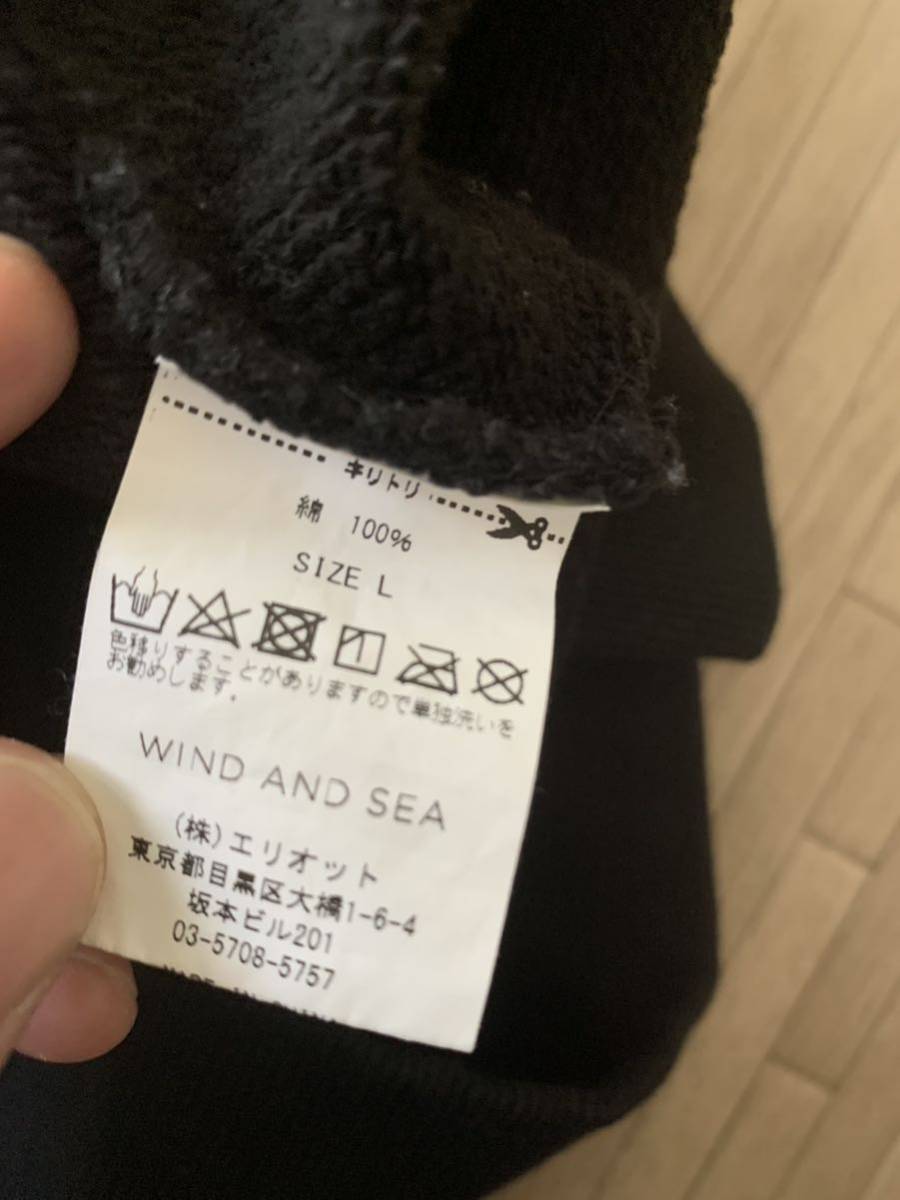 キリトリ
綿 100%
SIZE L
色移りすることがありますので単独洗いを
お勧めします。
WIND AND SEA
(株)エリオット
東京都目黒区大橋1-6-4
坂本ビル201
03-5708-5757